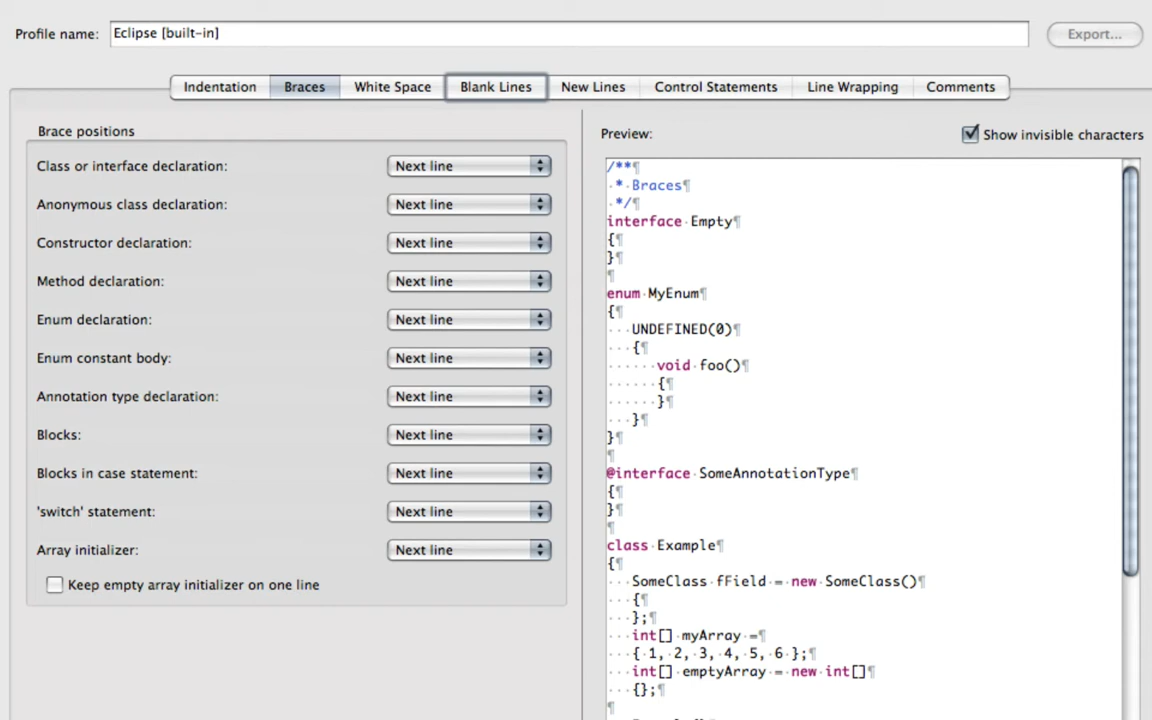 Profile name: Eclipse [built-in] Export...
Indentation Braces White Space Blank Lines New Lines Control Statements Line Wrapping Comments
Brace positions
Class or interface declaration: Next line
Anonymous class declaration: Next line
Constructor declaration: Next line
Method declaration: Next line
Enum declaration: Next line
Enum constant body: Next line
Annotation type declaration: Next line
Blocks: Next line
Blocks in case statement: Next line
'switch' statement: Next line
Array initializer: Next line
Keep empty array initializer on one line
Preview: Show invisible characters
/**¶
·*·Braces¶
·*/¶
interface·Empty¶
{¶
}¶
¶
enum·MyEnum¶
{¶
···UNDEFINED(0)¶
···{¶
······void·foo()¶
······{¶
······}¶
···}¶
}¶
¶
@interface·SomeAnnotationType¶
{¶
}¶
¶
class·Example¶
{¶
···SomeClass·fField·=·new·SomeClass()¶
···{¶
···};¶
···int[]·myArray·=¶
···{·1,·2,·3,·4,·5,·6·};¶
···int[]·emptyArray·=·new·int[]¶
···{};¶
¶